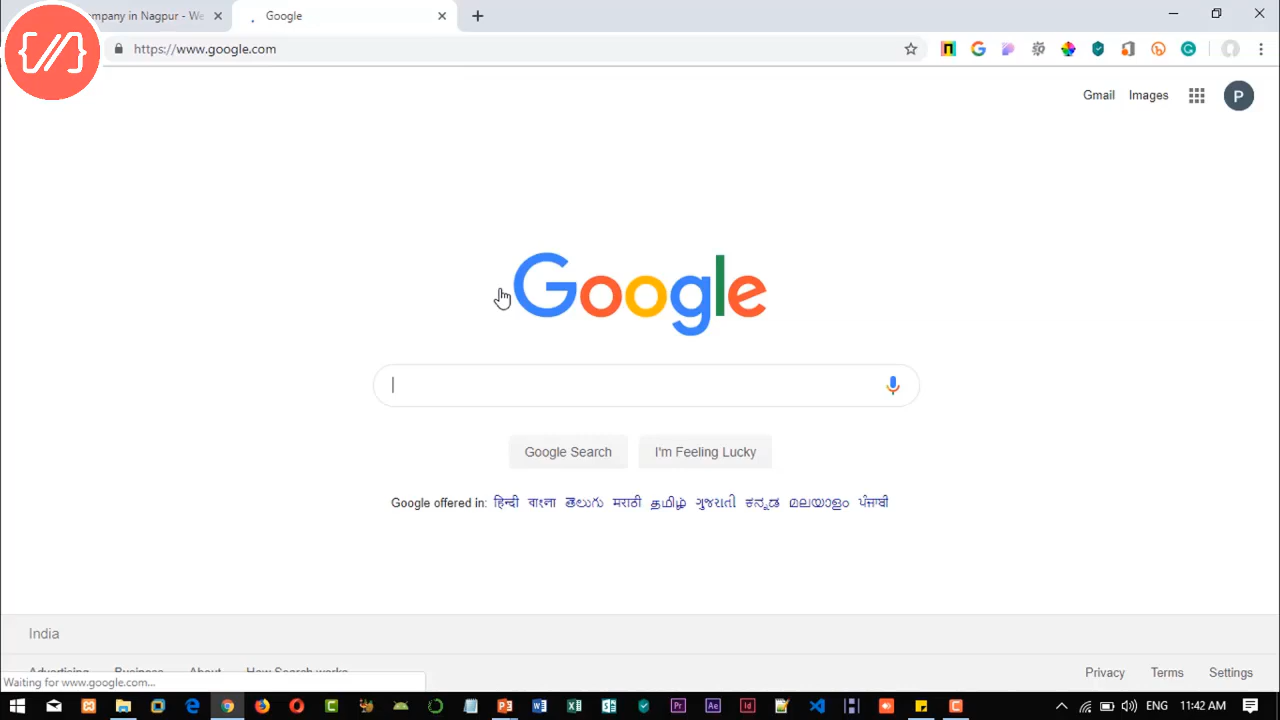 ompany in Nagpur - We
Google
https://www.google.com
Gmail Images P
Google
Google Search I'm Feeling Lucky
Google offered in: हिन्दी বাংলা తెలుగు मराठी தமிழ் ગુજરાતી ಕನ್ನಡ മലയാളം ਪੰਜਾਬੀ
India
Advertising Business About How Search works
Privacy Terms Settings
Waiting for www.google.com...
ENG 11:42 AM